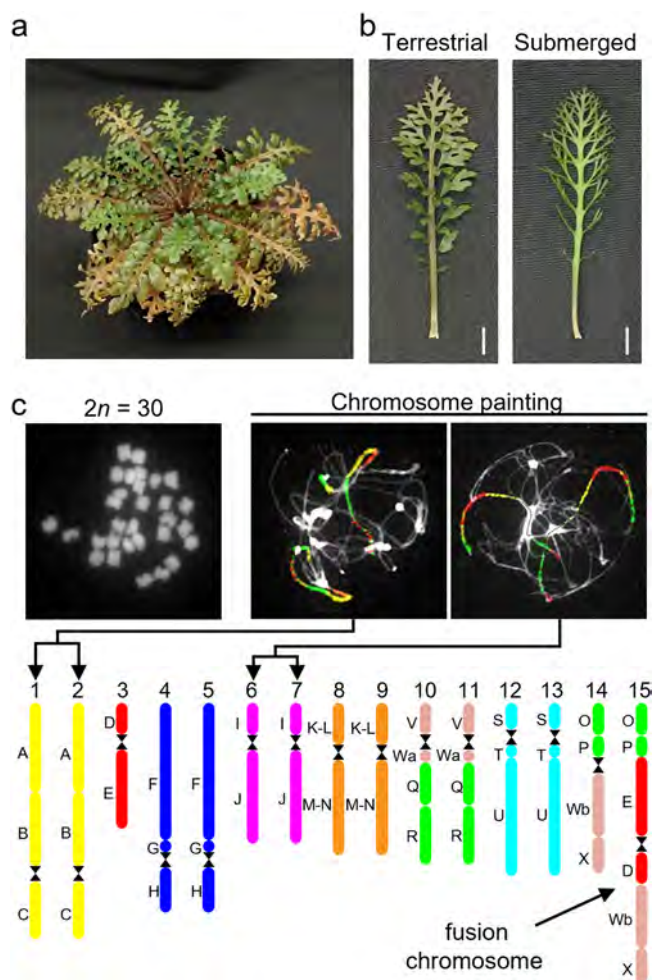 a
b
Terrestrial Submerged
c
2n = 30
Chromosome painting
1 2 3 4 5 6 7 8 9 10 11 12 13 14 15
A A D F F I I K-L K-L V V S S O O
B B E G G J J M-N M-N Wa Wa T T P P
C C H H Q Q U U Wb E
R R X D
Wb
X
fusion
chromosome